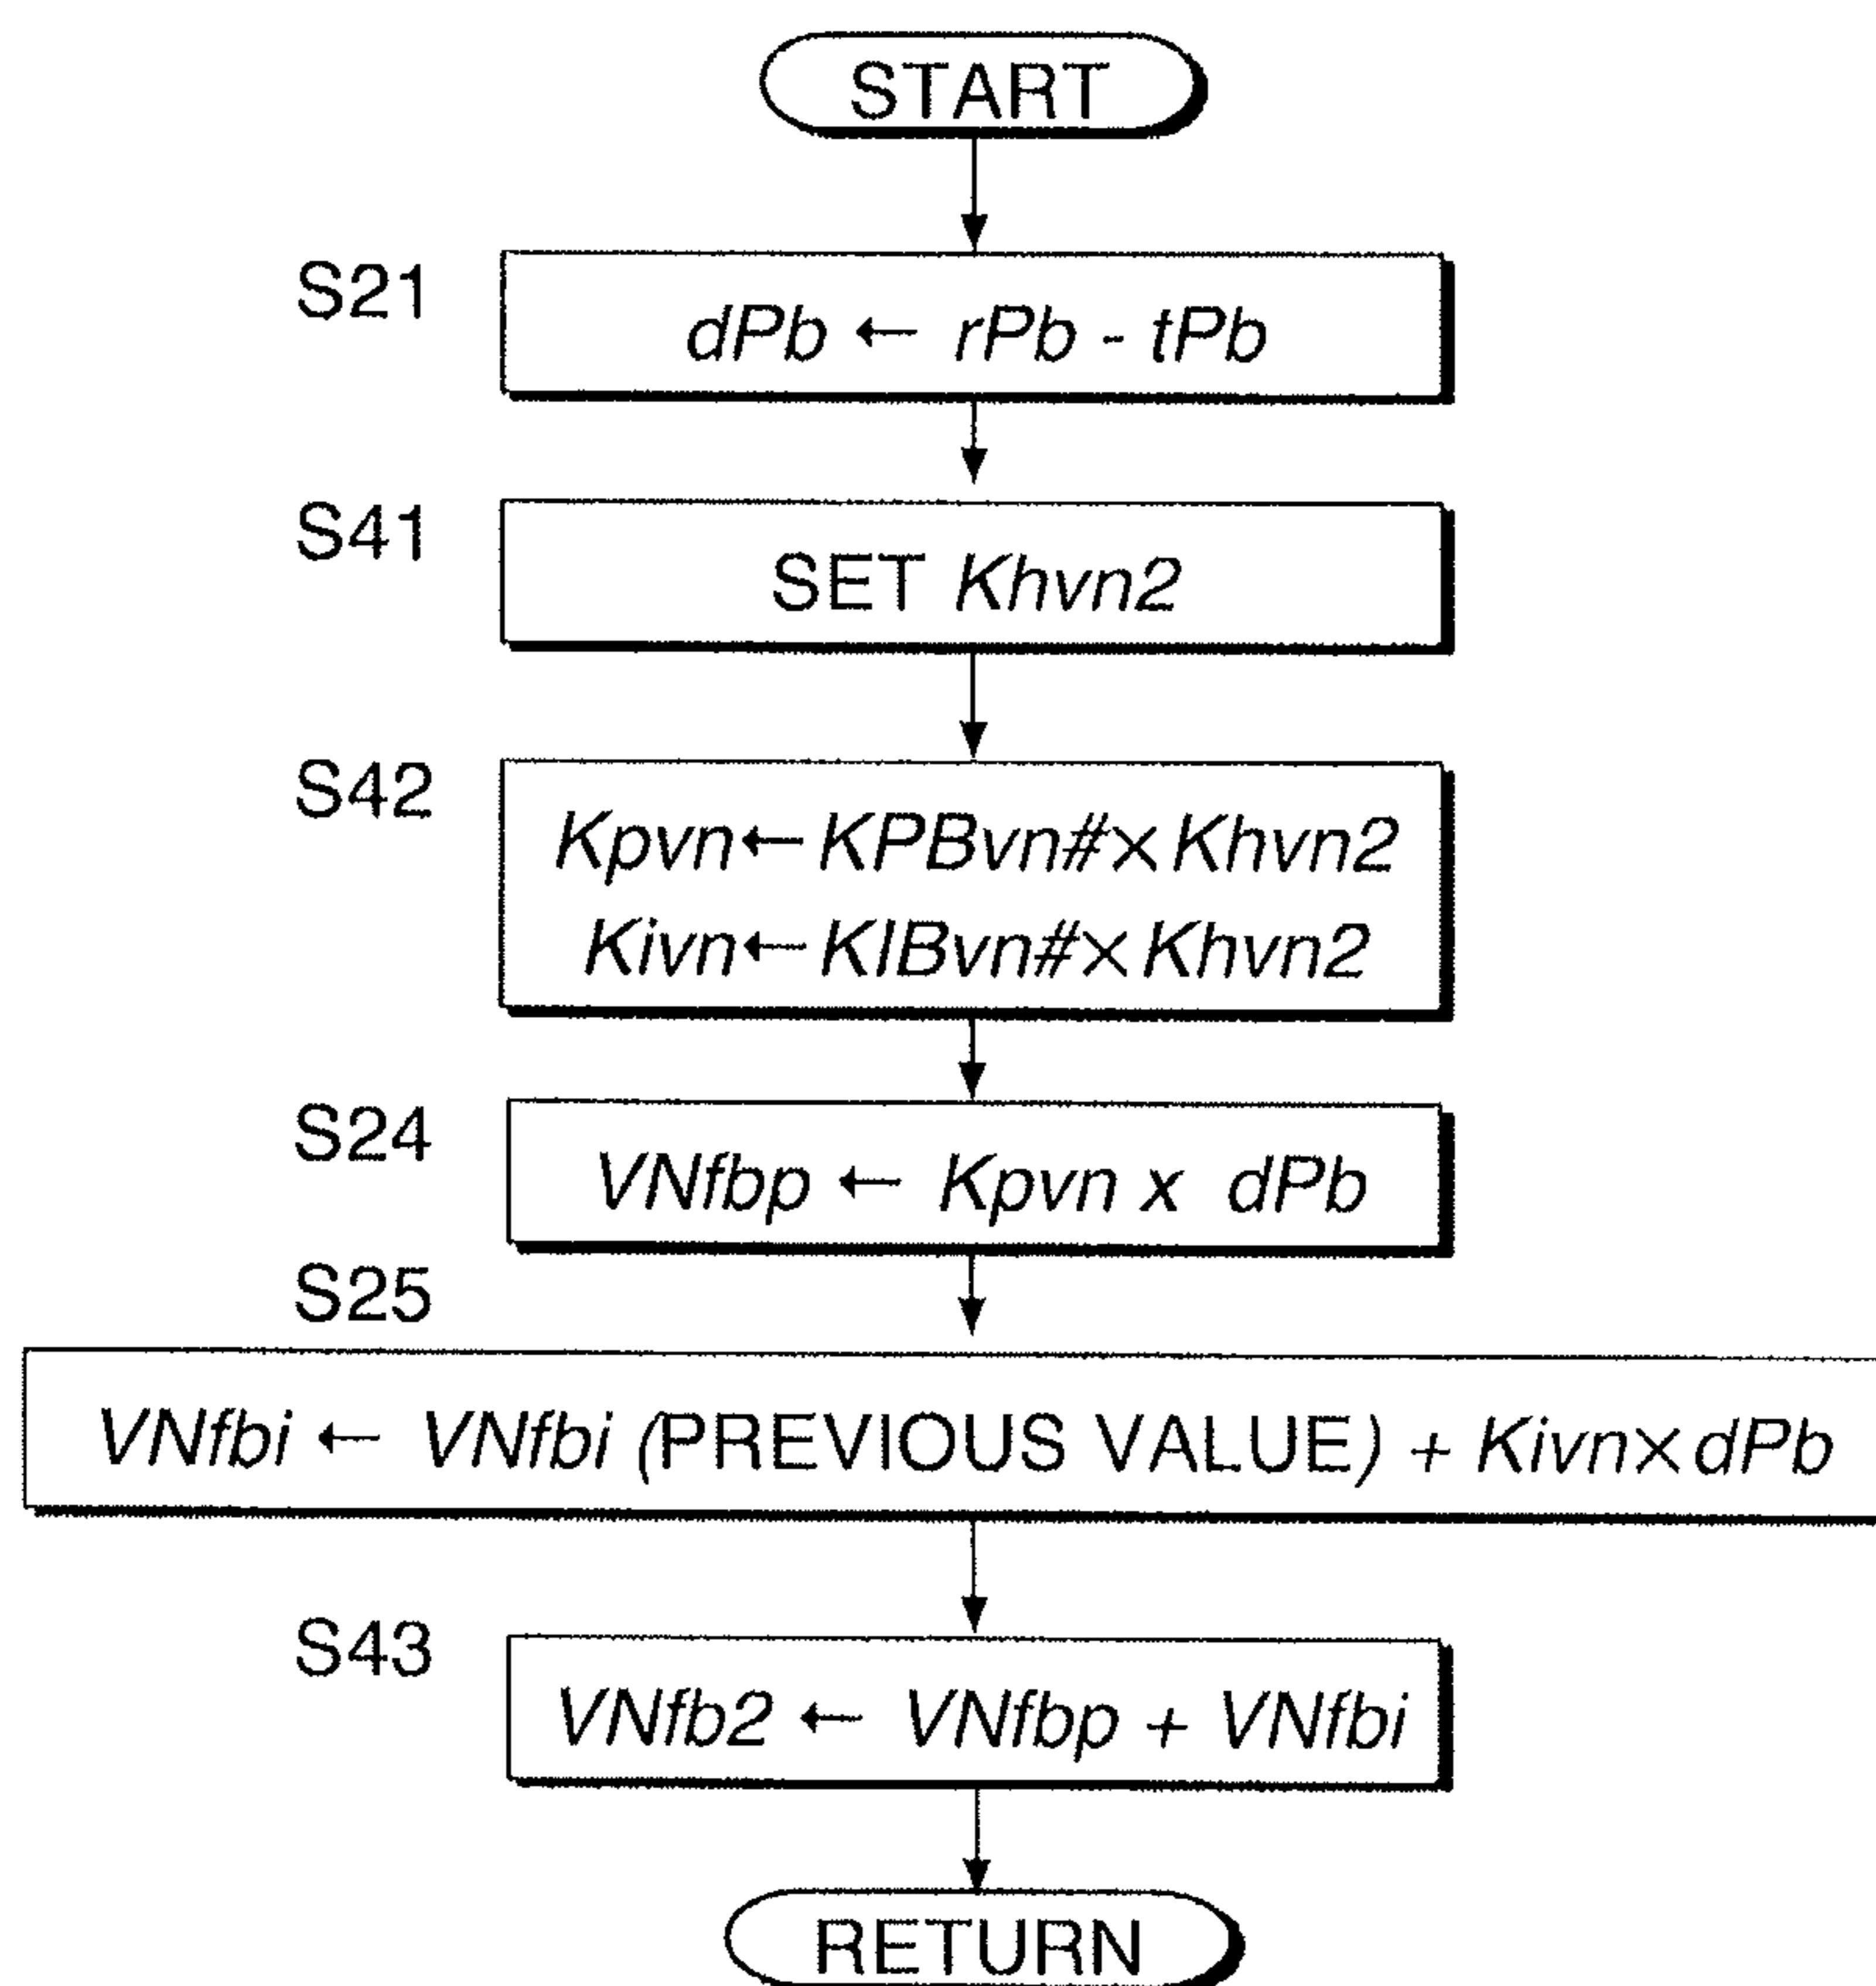 START
S21
dPb ← rPb - tPb
S41
SET Khvn2
S42
Kpvn←KPBvn#×Khvn2
Kivn←KIBvn#×Khvn2
S24
VNfbp ← Kpvn x dPb
S25
VNfbi ← VNfbi (PREVIOUS VALUE) + Kivn×dPb
S43
VNfb2 ← VNfbp + VNfbi
RETURN